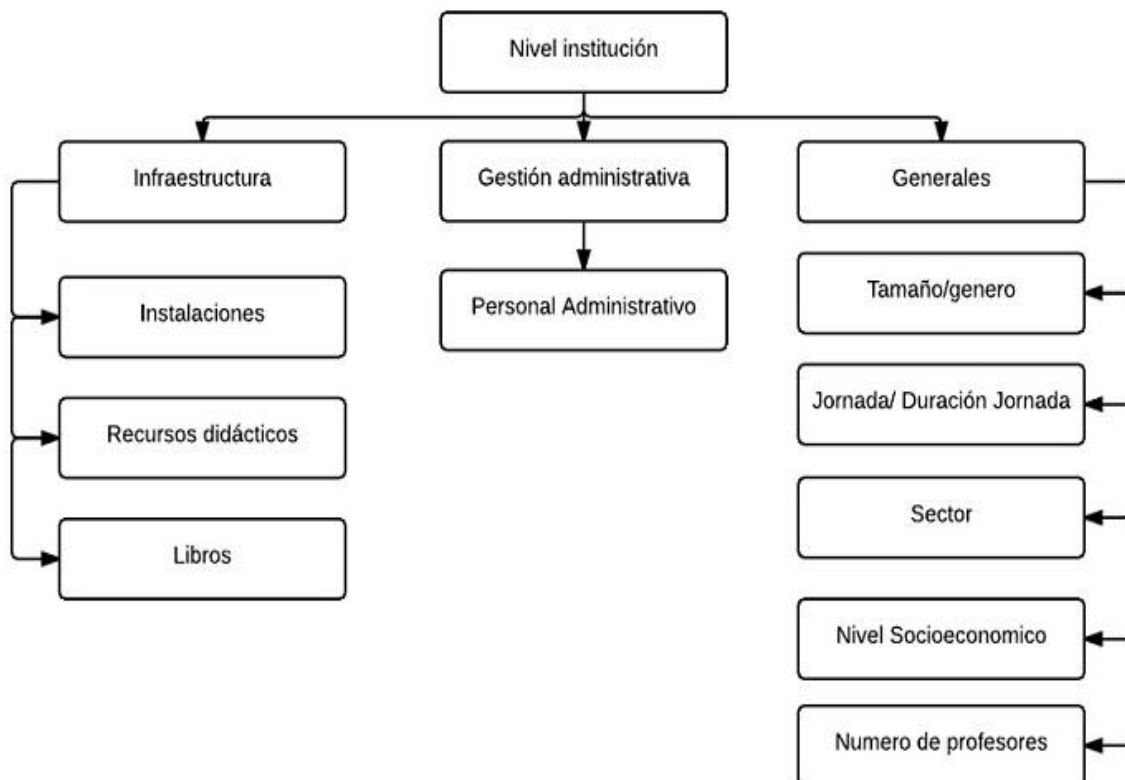 Nivel institución
Infraestructura
Gestión administrativa
Generales
Instalaciones
Personal Administrativo
Tamaño/genero
Recursos didácticos
Jornada/ Duración Jornada
Libros
Sector
Nivel Socioeconomico
Numero de profesores